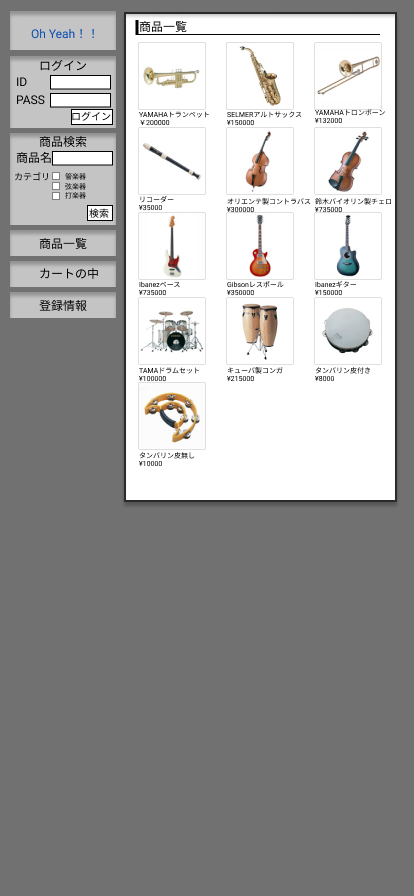 Oh Yeah！！
ログイン
ID
PASS
ログイン
商品検索
商品名
カテゴリ
管楽器
弦楽器
打楽器
検索
商品一覧
カートの中
登録情報
商品一覧
YAMAHAトランペット
￥200000
SELMERアルトサックス
¥150000
YAMAHAトロンボーン
¥132000
リコーダー
¥35000
オリエンテ製コントラバス
¥300000
鈴木バイオリン製チェロ
¥735000
Ibanezベース
¥735000
Gibsonレスポール
¥350000
Ibanezギター
¥150000
TAMAドラムセット
¥100000
キューバ製コンガ
¥215000
タンバリン皮付き
¥8000
タンバリン皮無し
¥10000